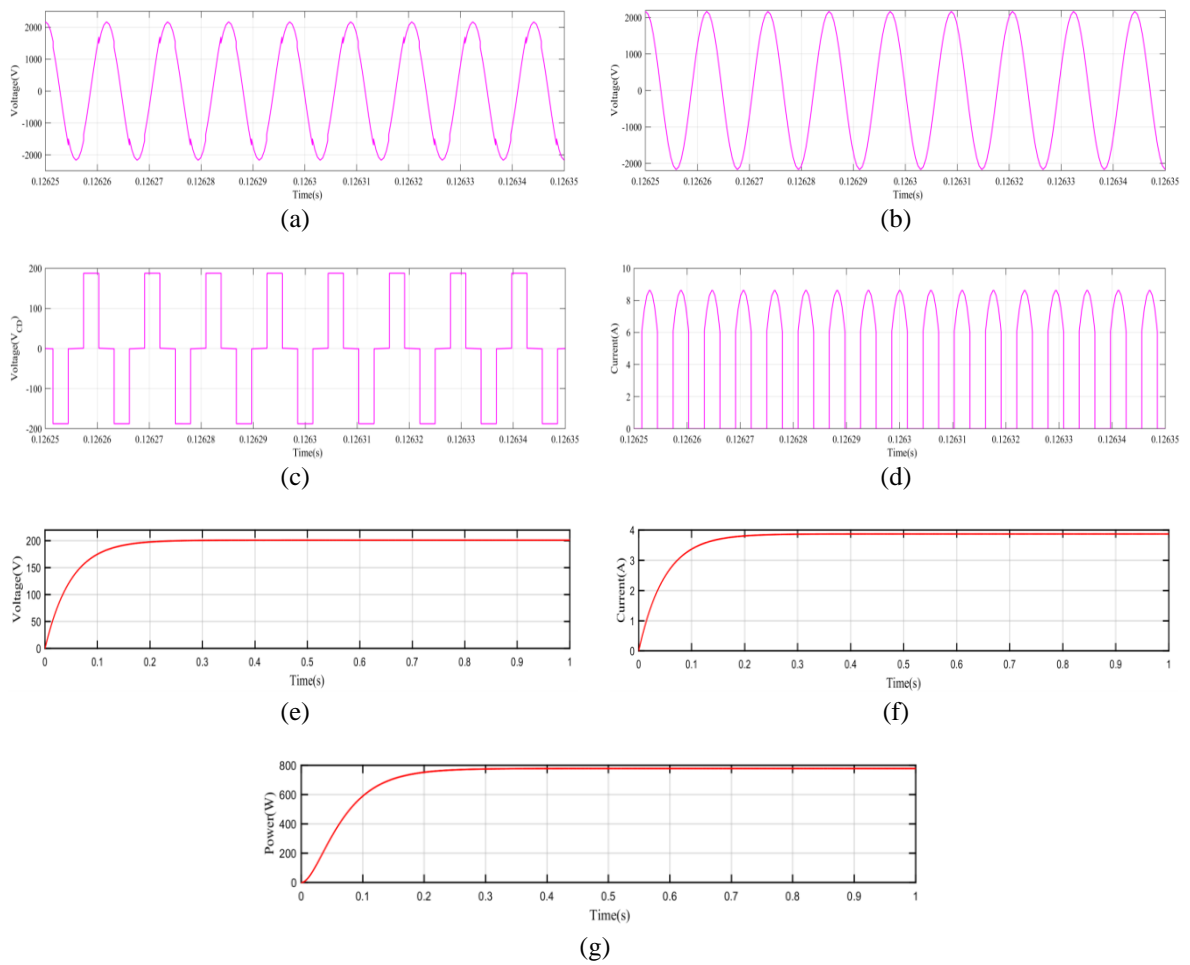 2000
1000
0
-1000
-2000
Voltage(V)
0.12625 0.12626 0.12627 0.12628 0.12629 0.1263 0.12631 0.12632 0.12633 0.12634 0.12635
Time(s)
(a)
2000
1000
0
-1000
-2000
Voltage(V)
0.12625 0.12626 0.12627 0.12628 0.12629 0.1263 0.12631 0.12632 0.12633 0.12634 0.12635
Time(s)
(b)
200
100
0
-100
-200
Voltage(V_CD)
0.12625 0.12626 0.12627 0.12628 0.12629 0.1263 0.12631 0.12632 0.12633 0.12634 0.12635
Time(s)
(c)
10
8
6
4
2
0
Current(A)
0.12625 0.12626 0.12627 0.12628 0.12629 0.1263 0.12631 0.12632 0.12633 0.12634 0.12635
Time(s)
(d)
200
150
100
50
0
Voltage(V)
0 0.1 0.2 0.3 0.4 0.5 0.6 0.7 0.8 0.9 1
Time(s)
(e)
4
3
2
1
0
Current(A)
0 0.1 0.2 0.3 0.4 0.5 0.6 0.7 0.8 0.9 1
Time(s)
(f)
800
600
400
200
0
Power(W)
0 0.1 0.2 0.3 0.4 0.5 0.6 0.7 0.8 0.9 1
Time(s)
(g)